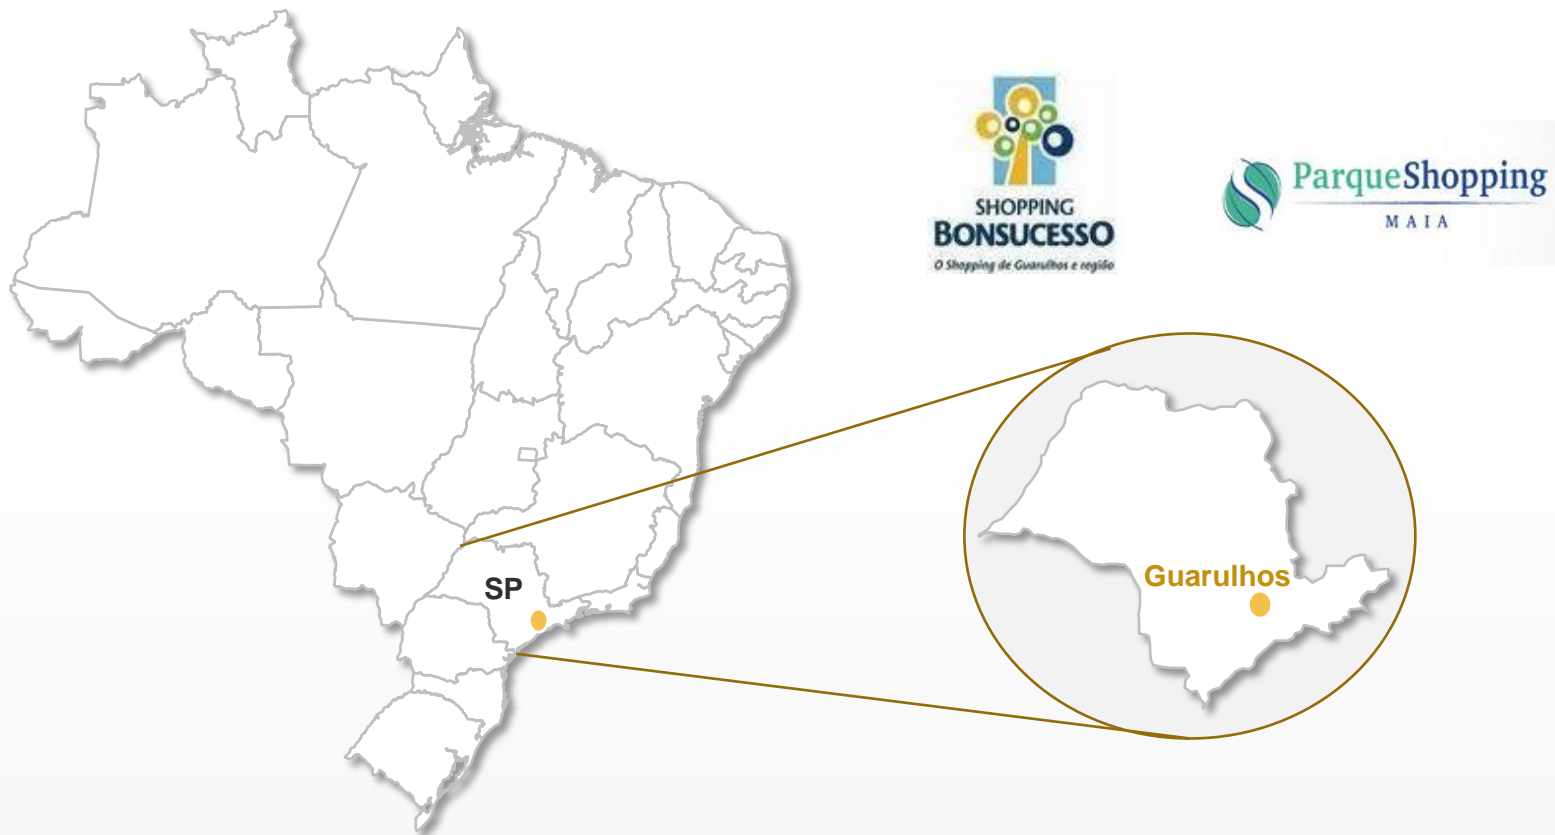 SHOPPING
BONSUCESSO
O Shopping de Guarulhos e região
ParqueShopping
MAIA
SP
Guarulhos